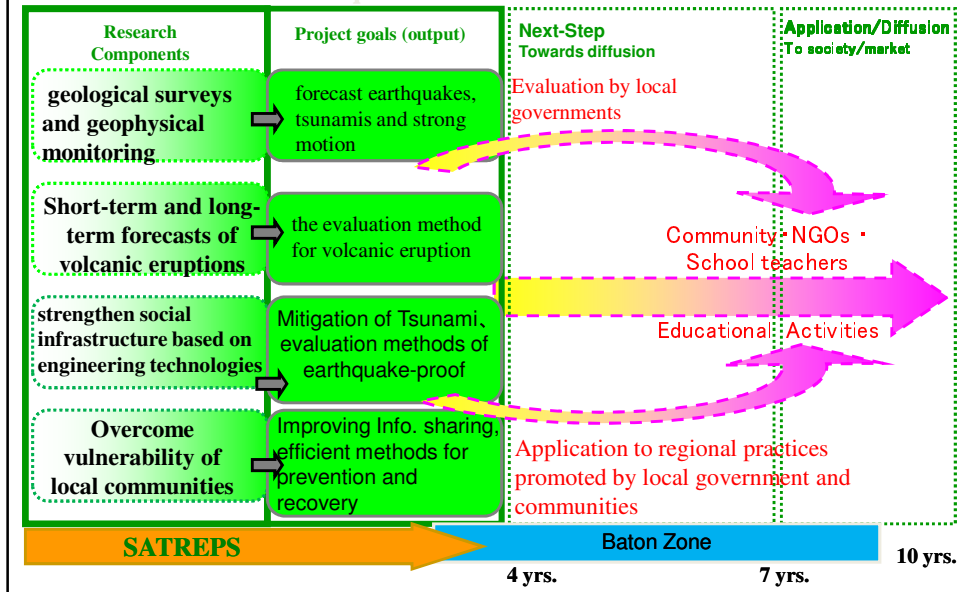 Research
Components
Project goals (output)
Next-Step
Towards diffusion
Application/Diffusion
To society/market
geological surveys
and geophysical
monitoring
forecast earthquakes,
tsunamis and strong
motion
Evaluation by local
governments
Short-term and long-
term forecasts of
volcanic eruptions
the evaluation method
for volcanic eruption
Community・NGOs・
School teachers
strengthen social
infrastructure based on
engineering technologies
Mitigation of Tsunami、
evaluation methods of
earthquake-proof
Educational Activities
Overcome
vulnerability of
local communities
Improving Info. sharing,
efficient methods for
prevention and
recovery
Application to regional practices
promoted by local government and
communities
SATREPS
Baton Zone
4 yrs.
7 yrs.
10 yrs.